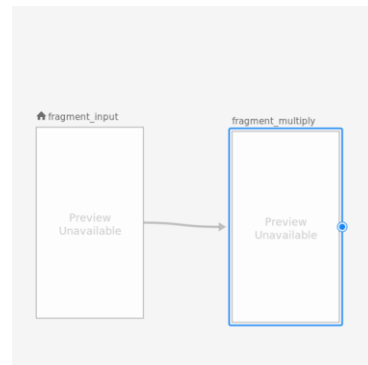 fragment_input
fragment_multiply
Preview
Unavailable
Preview
Unavailable